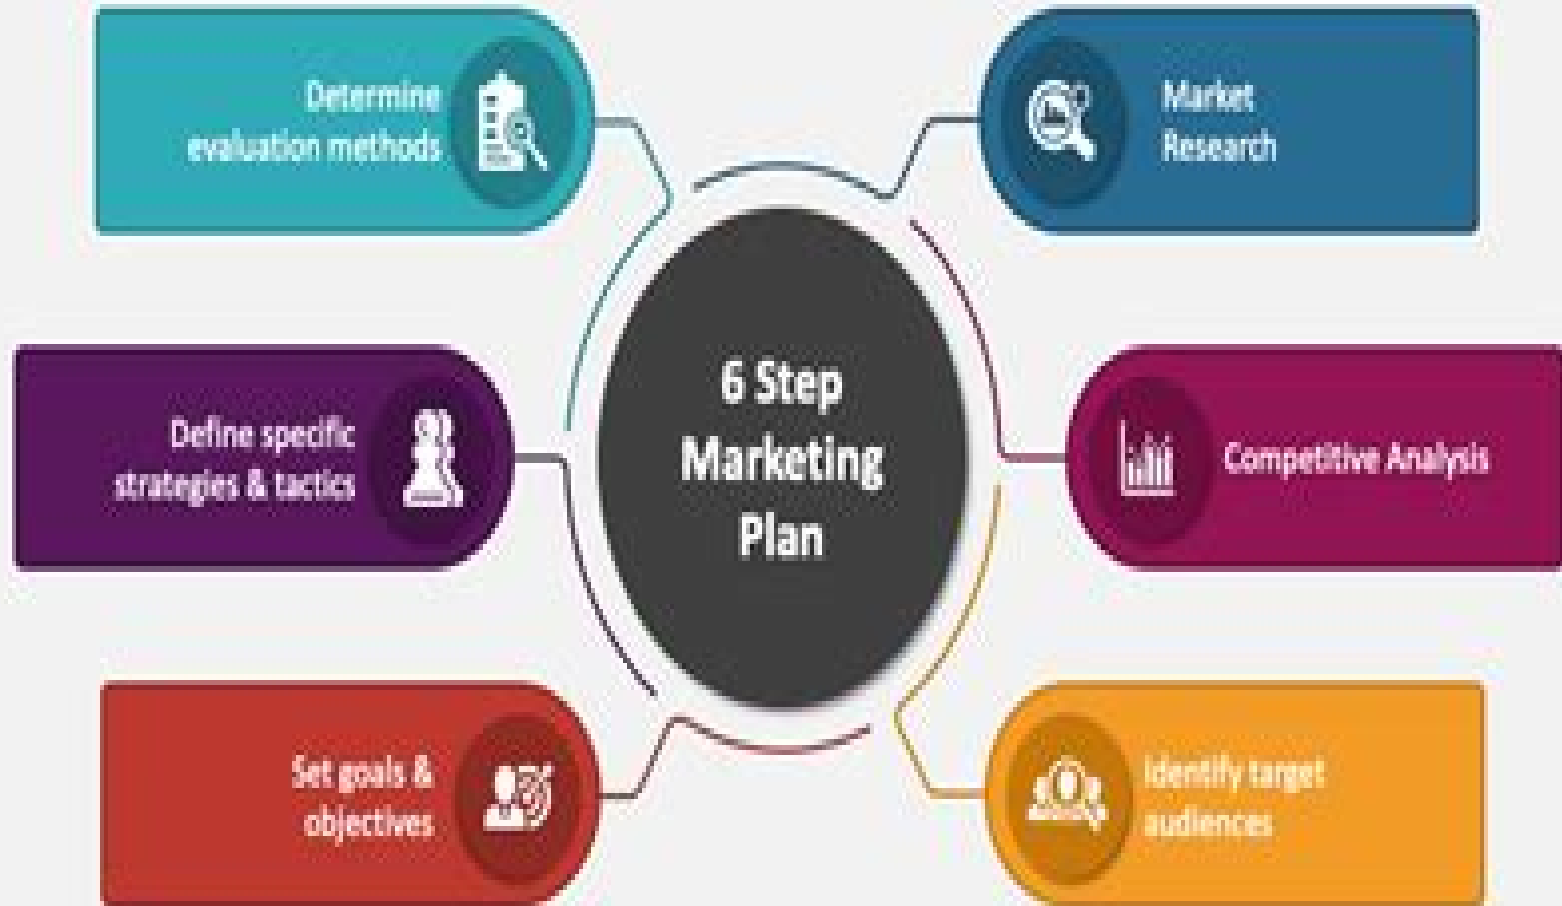 Determine
evaluation methods
Market
Research
6 Step
Marketing
Plan
Define specific
strategies & tactics
Competitive Analysis
Set goals &
objectives
Identify target
audiences